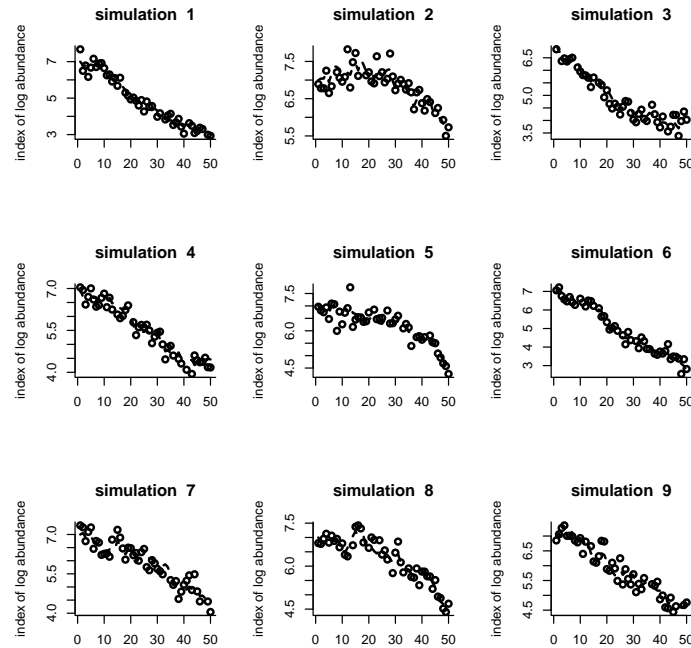 simulation 1
index of log abundance
7
5
3
0 10 20 30 40 50
simulation 2
index of log abundance
7.5
6.5
5.5
0 10 20 30 40 50
simulation 3
index of log abundance
6.5
5.0
3.5
0 10 20 30 40 50
simulation 4
index of log abundance
7.0
5.5
4.0
0 10 20 30 40 50
simulation 5
index of log abundance
7.5
6.0
4.5
0 10 20 30 40 50
simulation 6
index of log abundance
7
6
5
4
3
0 10 20 30 40 50
simulation 7
index of log abundance
7.0
5.5
4.0
0 10 20 30 40 50
simulation 8
index of log abundance
7.5
6.0
4.5
0 10 20 30 40 50
simulation 9
index of log abundance
7.5
6.5
5.5
4.5
0 10 20 30 40 50